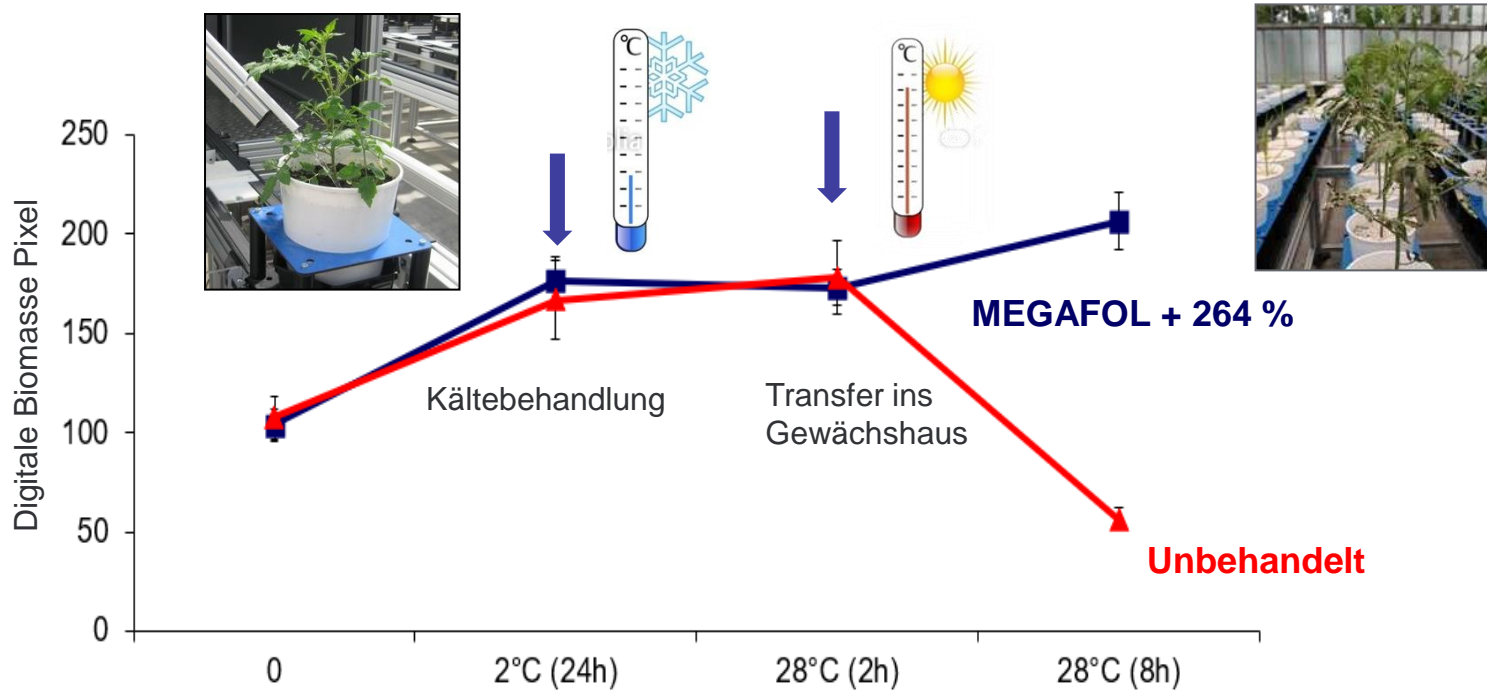 °C
°C
250
200
150
100
50
0
Digitale Biomasse Pixel
MEGAFOL + 264 %
Kältebehandlung
Transfer ins
Gewächshaus
Unbehandelt
0
2°C (24h)
28°C (2h)
28°C (8h)